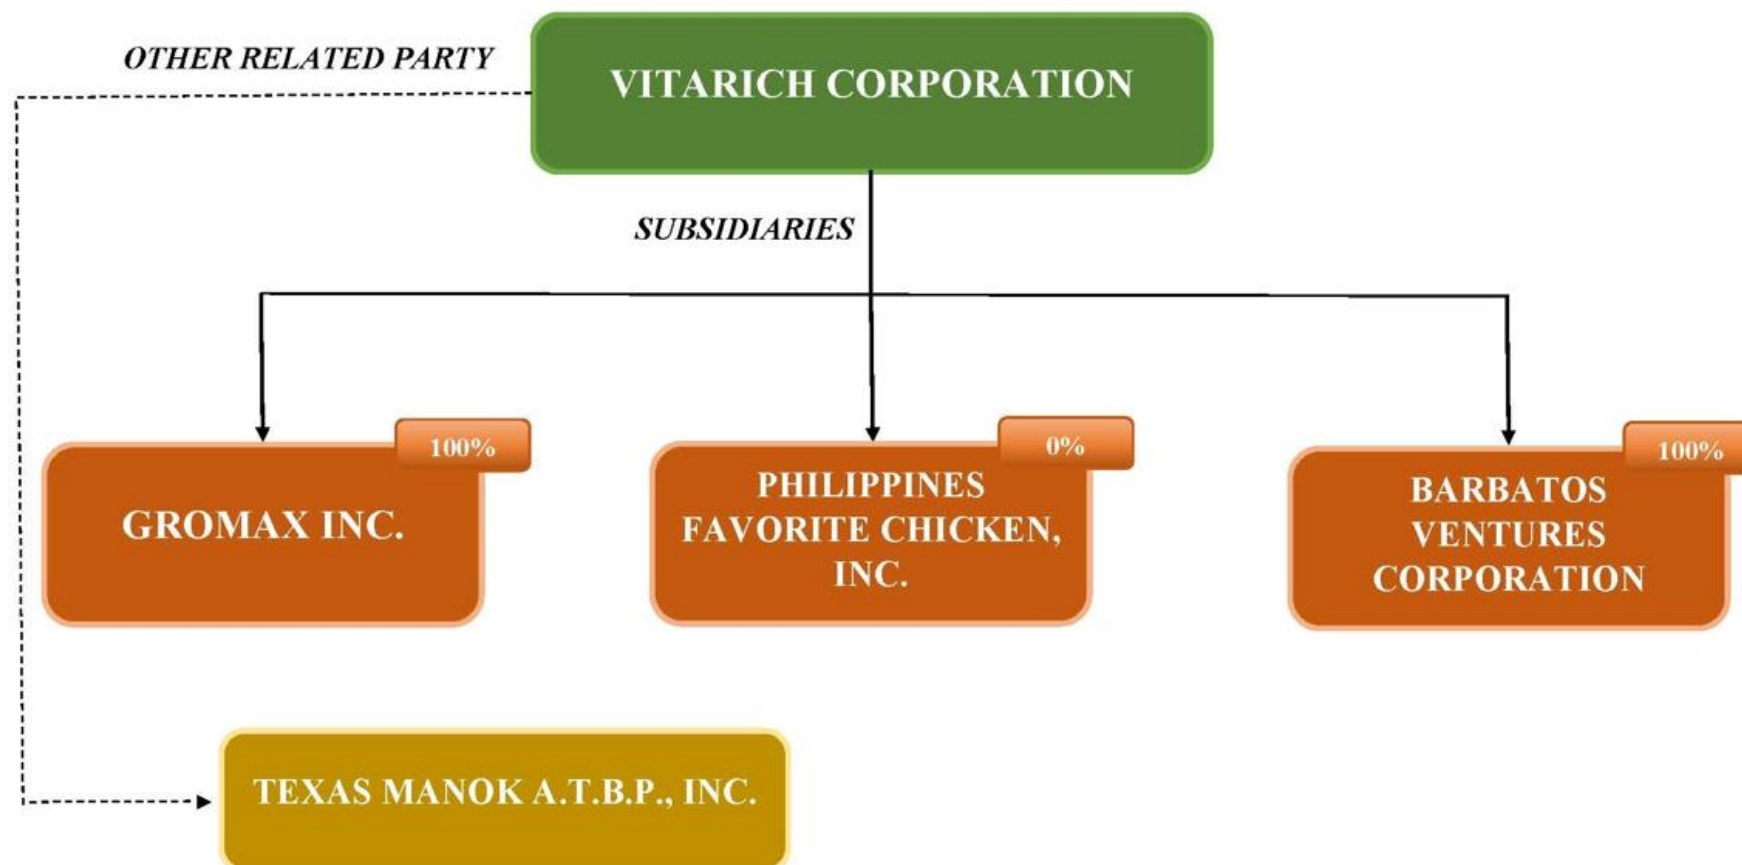 OTHER RELATED PARTY
VITARICH CORPORATION
SUBSIDIARIES
100%
GROMAX INC.
0%
PHILIPPINES
FAVORITE CHICKEN,
INC.
100%
BARBATOS
VENTURES
CORPORATION
TEXAS MANOK A.T.B.P., INC.